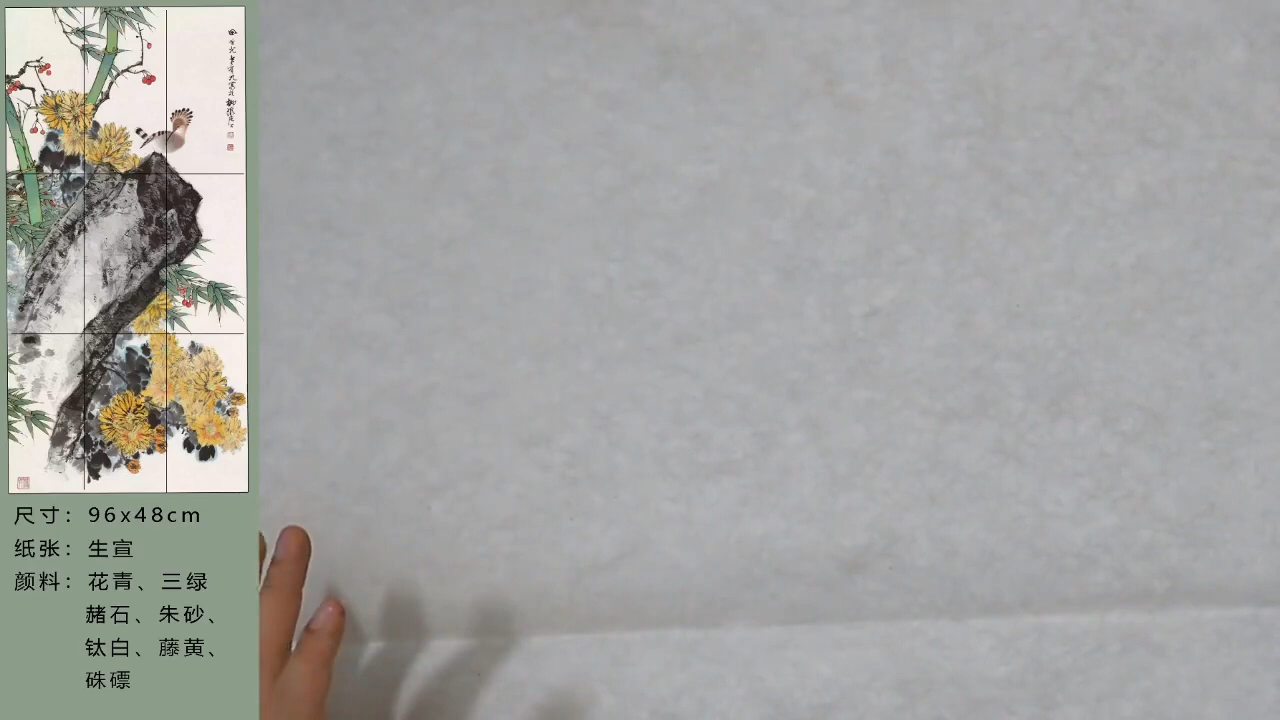 尺寸：96x48cm
纸张：生宣
颜料：花青、三绿
赭石、朱砂、
钛白、藤黄、
硃磦